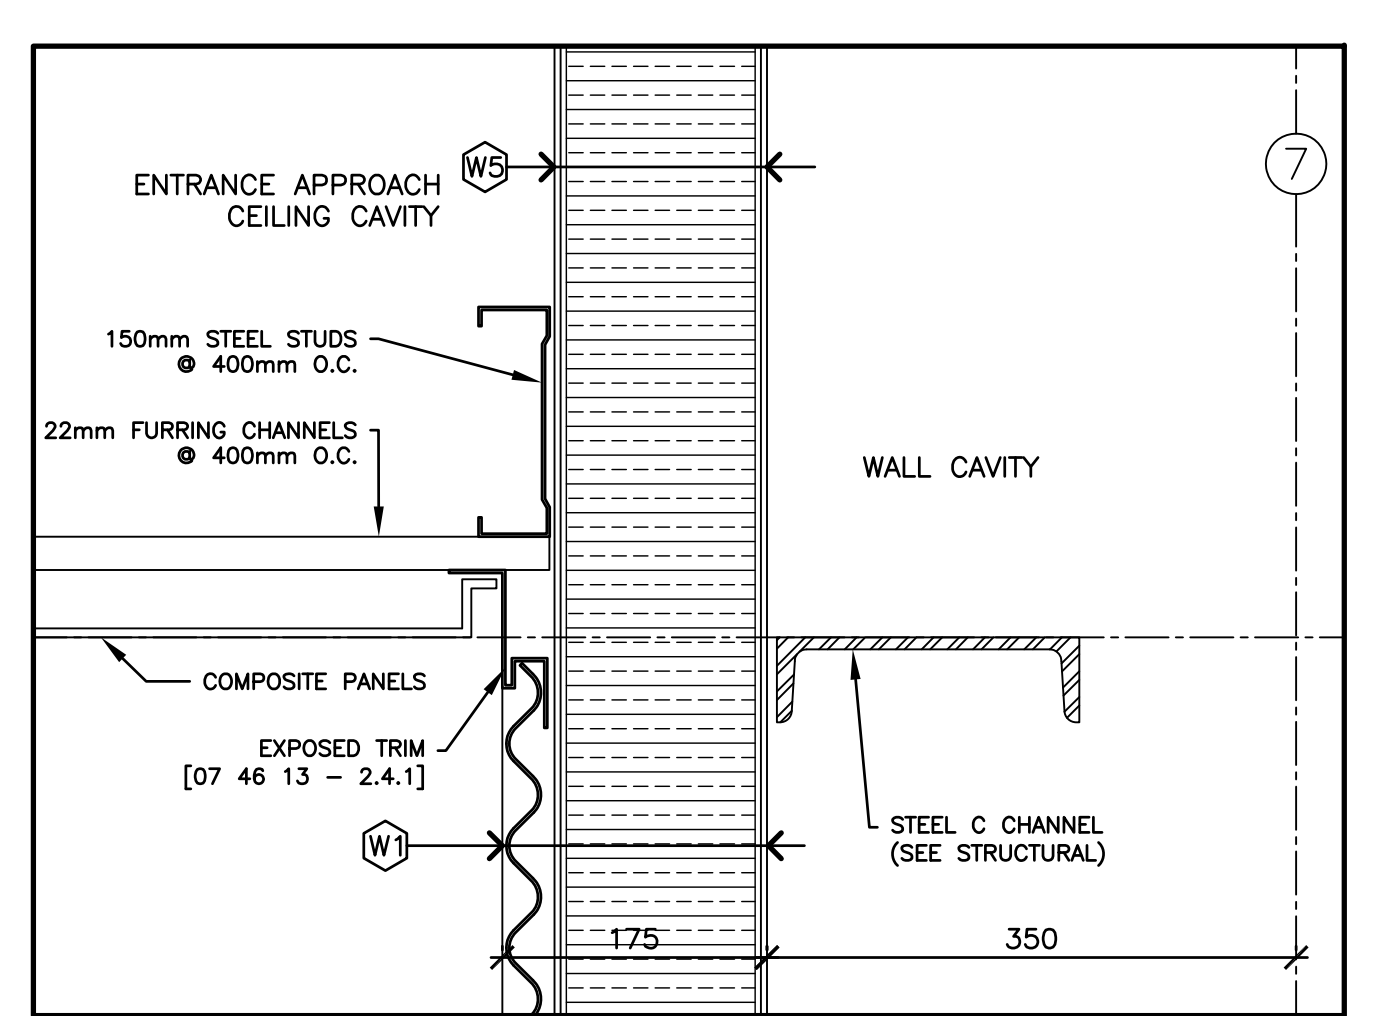 W5
7
ENTRANCE APPROACH
CEILING CAVITY
150mm STEEL STUDS
@ 400mm O.C.
22mm FURRING CHANNELS
@ 400mm O.C.
WALL CAVITY
COMPOSITE PANELS
EXPOSED TRIM
[07 46 13 - 2.4.1]
W1
STEEL C CHANNEL
(SEE STRUCTURAL)
175
350